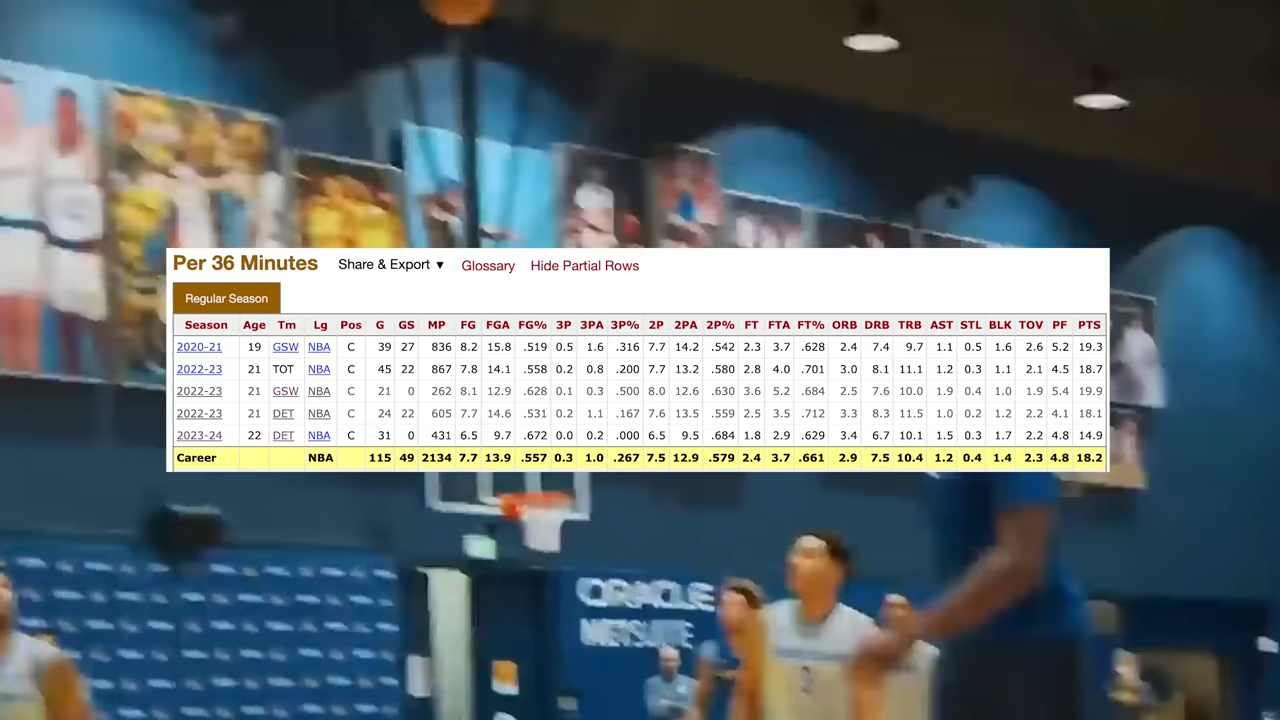 Per 36 Minutes Share & Export ▼ Glossary Hide Partial Rows
Regular Season
Season Age Tm Lg Pos G GS MP FG FGA FG% 3P 3PA 3P% 2P 2PA 2P% FT FTA FT% ORB DRB TRB AST STL BLK TOV PF PTS
2020-21 19 GSW NBA C 39 27 836 8.2 15.8 .519 0.5 1.6 .316 7.7 14.2 .542 2.3 3.7 .628 2.4 7.4 9.7 1.1 0.5 1.6 2.6 5.2 19.3
2022-23 21 TOT NBA C 45 22 867 7.8 14.1 .558 0.2 0.8 .200 7.7 13.2 .580 2.8 4.0 .701 3.0 8.1 11.1 1.2 0.3 1.1 2.1 4.5 18.7
2022-23 21 GSW NBA C 21 0 262 8.1 12.9 .628 0.1 0.3 .500 8.0 12.6 .630 3.6 5.2 .684 2.5 7.6 10.0 1.9 0.4 1.0 1.9 5.4 19.9
2022-23 21 DET NBA C 24 22 605 7.7 14.6 .531 0.2 1.1 .167 7.6 13.5 .559 2.5 3.5 .712 3.3 8.3 11.5 1.0 0.2 1.2 2.2 4.1 18.1
2023-24 22 DET NBA C 31 0 431 6.5 9.7 .672 0.0 0.2 .000 6.5 9.5 .684 1.8 2.9 .629 3.4 6.7 10.1 1.5 0.3 1.7 2.2 4.8 14.9
Career NBA 115 49 2134 7.7 13.9 .557 0.3 1.0 .267 7.5 12.9 .579 2.4 3.7 .661 2.9 7.5 10.4 1.2 0.4 1.4 2.3 4.8 18.2
ORACLE
NETSUITE